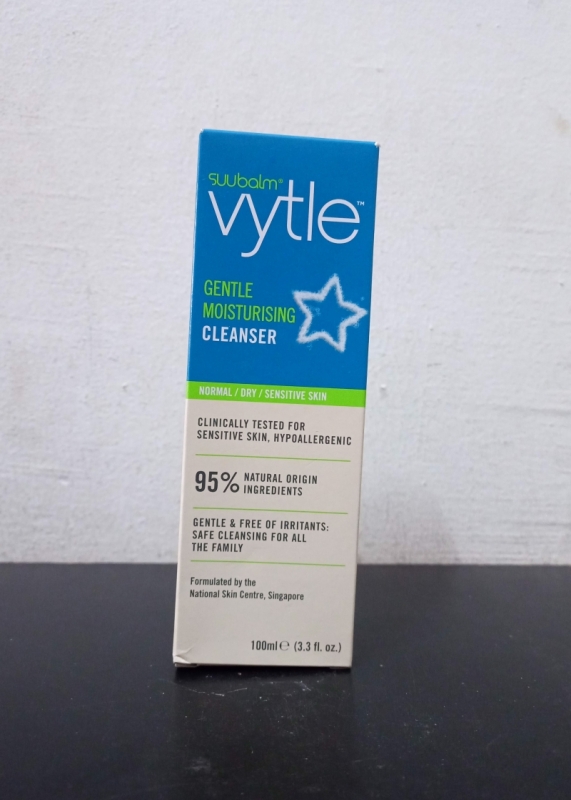 suubalm®
vytle™
GENTLE
MOISTURISING
CLEANSER
NORMAL / DRY / SENSITIVE SKIN
CLINICALLY TESTED FOR
SENSITIVE SKIN, HYPOALLERGENIC
95% NATURAL ORIGIN
INGREDIENTS
GENTLE & FREE OF IRRITANTS:
SAFE CLEANSING FOR ALL
THE FAMILY
Formulated by the
National Skin Centre, Singapore
100ml ℮ (3.3 fl. oz.)